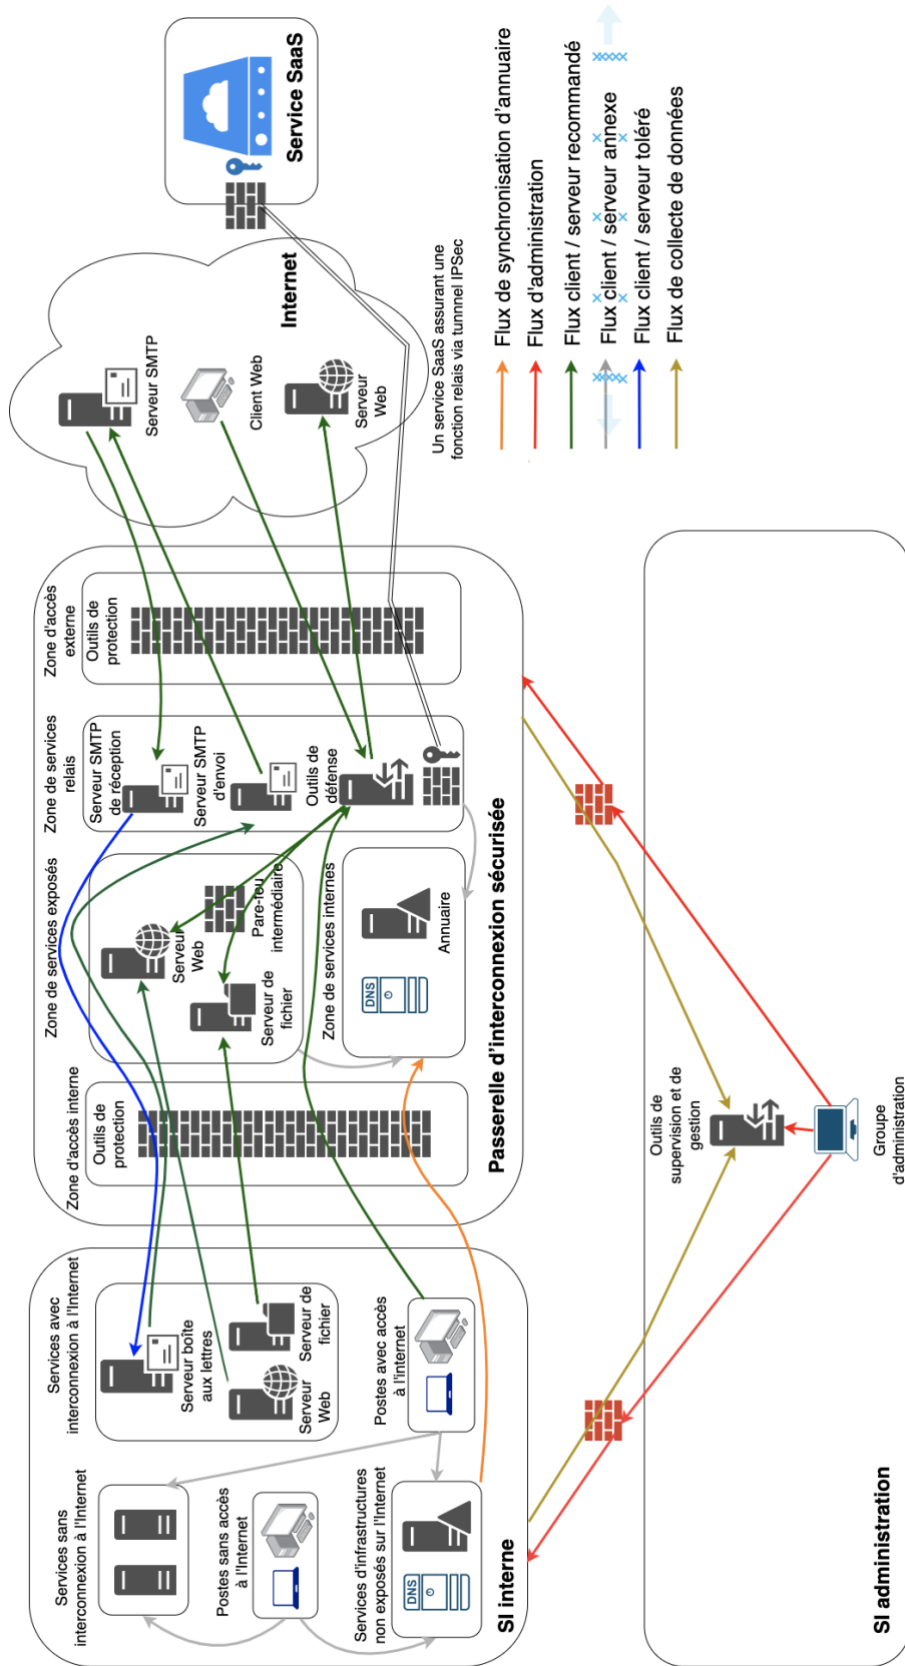 Services sans
interconnexion à l'Internet
Postes sans accès
à l'Internet
Services d'infrastructures
non exposés sur l'Internet
DNS
SI interne
Services avec
interconnexion à l'Internet
Serveur boîte
aux lettres
Serveur
Web
Serveur de
fichier
Postes avec accès
à l'internet
Zone d'accès interne
Outils de
protection
Zone de services exposés
Serveur
Web
Pare-feu
intermédiaire
Serveur de
fichier
Zone de services internes
DNS
Annuaire
Passerelle d'interconnexion sécurisée
Zone de services
relais
Serveur SMTP
de réception
Serveur SMTP
d'envoi
Outils de
défense
Zone d'accès
externe
Outils de
protection
Serveur SMTP
Client Web
Serveur
Web
Internet
Service SaaS
Un service SaaS assurant une
fonction relais via tunnel IPSec
Flux de synchronisation d'annuaire
Flux d'administration
Flux client / serveur recommandé
Flux client / serveur annexe
Flux client / serveur toléré
Flux de collecte de données
Outils de
supervision et de
gestion
Groupe
d'administration
SI administration